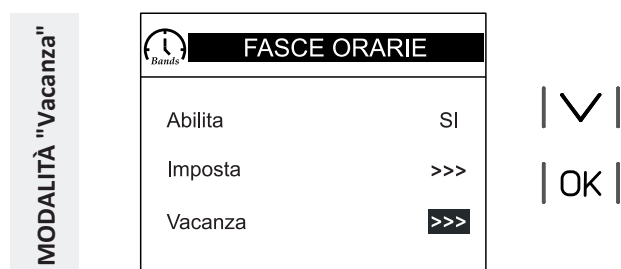 MODALITÀ "Vacanza"
Bands
FASCE ORARIE
Abilita SI
Imposta >>>
Vacanza >>>
OK